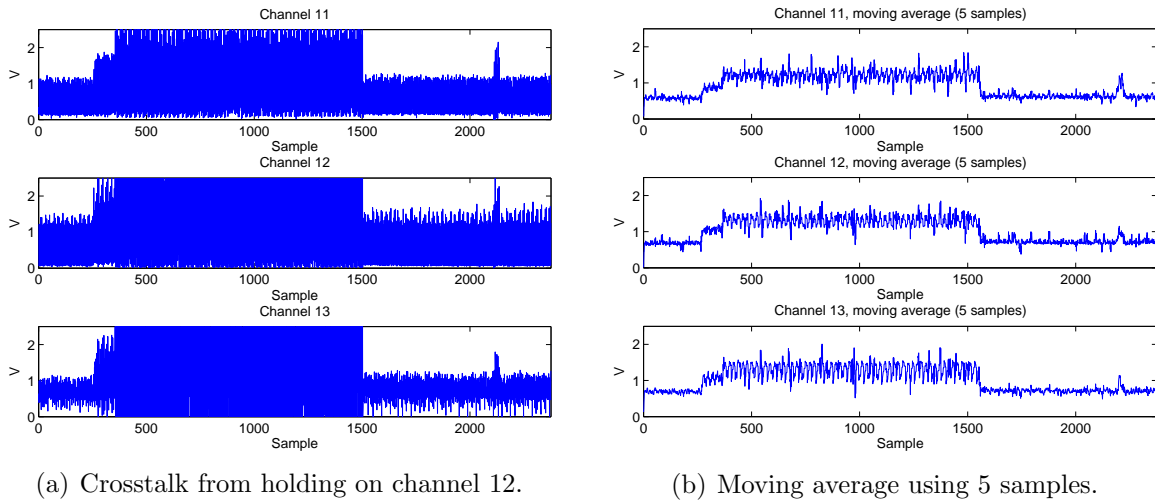 Channel 11
2
1
0
V
0 500 1000 1500 2000
Sample
Channel 12
2
1
0
V
0 500 1000 1500 2000
Sample
Channel 13
2
1
0
V
0 500 1000 1500 2000
Sample
(a) Crosstalk from holding on channel 12.
Channel 11, moving average (5 samples)
2
1
0
V
0 500 1000 1500 2000
Sample
Channel 12, moving average (5 samples)
2
1
0
V
0 500 1000 1500 2000
Sample
Channel 13, moving average (5 samples)
2
1
0
V
0 500 1000 1500 2000
Sample
(b) Moving average using 5 samples.